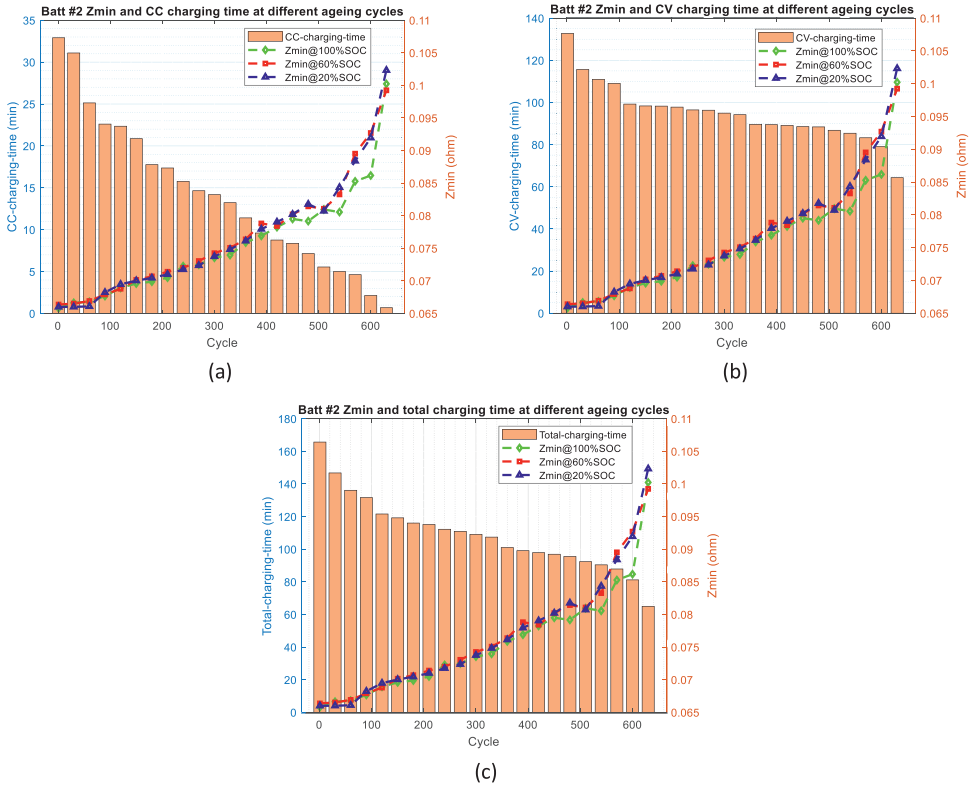 Batt #2 Zmin and CC charging time at different ageing cycles
35
30
25
20
15
10
5
0
CC-charging-time (min)
0.11
0.105
0.1
0.095
0.09
0.085
0.08
0.075
0.07
0.065
Zmin (ohm)
CC-charging-time
Zmin@100%SOC
Zmin@60%SOC
Zmin@20%SOC
0 100 200 300 400 500 600
Cycle
(a)
Batt #2 Zmin and CV charging time at different ageing cycles
140
120
100
80
60
40
20
0
CV-charging-time (min)
0.11
0.105
0.1
0.095
0.09
0.085
0.08
0.075
0.07
0.065
Zmin (ohm)
CV-charging-time
Zmin@100%SOC
Zmin@60%SOC
Zmin@20%SOC
0 100 200 300 400 500 600
Cycle
(b)
Batt #2 Zmin and total charging time at different ageing cycles
180
160
140
120
100
80
60
40
20
0
Total-charging-time (min)
0.11
0.105
0.1
0.095
0.09
0.085
0.08
0.075
0.07
0.065
Zmin (ohm)
Total-charging-time
Zmin@100%SOC
Zmin@60%SOC
Zmin@20%SOC
0 100 200 300 400 500 600
Cycle
(c)